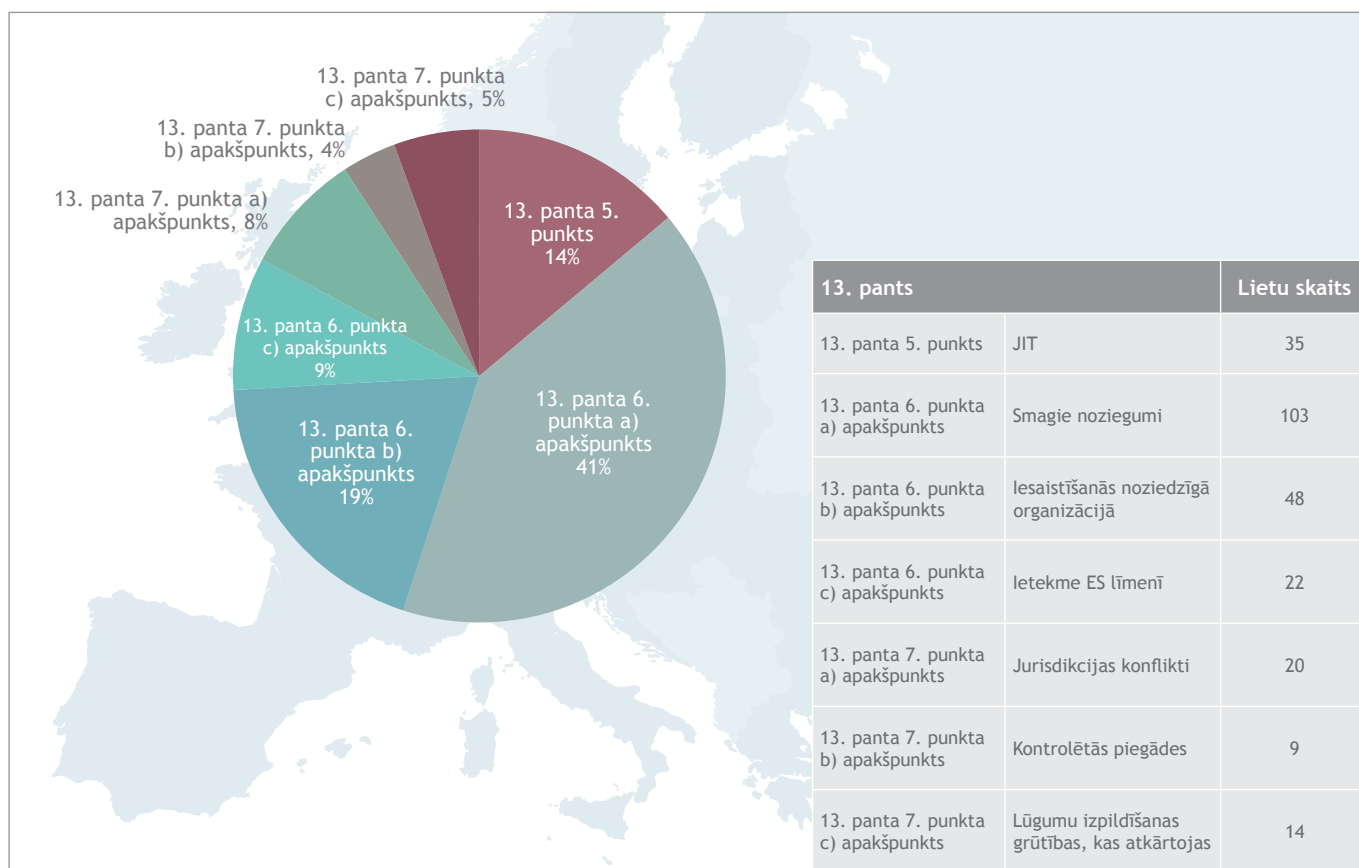 13. panta 7. punkta
c) apakšpunkts, 5%
13. panta 7. punkta
b) apakšpunkts, 4%
13. panta 7. punkta a)
apakšpunkts, 8%
13. panta 5.
punkts
14%
13. panta 6. punkta
c) apakšpunkts
9%
13. panta 6.
punkta a)
apakšpunkts
41%
13. panta 6.
punkta b)
apakšpunkts
19%
13. pants Lietu skaits
13. panta 5. punkts JIT 35
13. panta 6. punkta
a) apakšpunkts
Smagie noziegumi 103
13. panta 6. punkta
b) apakšpunkts
Iesaistīšanās noziedzīgā
organizācijā
48
13. panta 6. punkta
c) apakšpunkts
Ietekme ES līmenī 22
13. panta 7. punkta
a) apakšpunkts
Jurisdikcijas konflikti 20
13. panta 7. punkta
b) apakšpunkts
Kontrolētās piegādes 9
13. panta 7. punkta
c) apakšpunkts
Lūgumu izpildīšanas
grūtības, kas atkārtojas
14